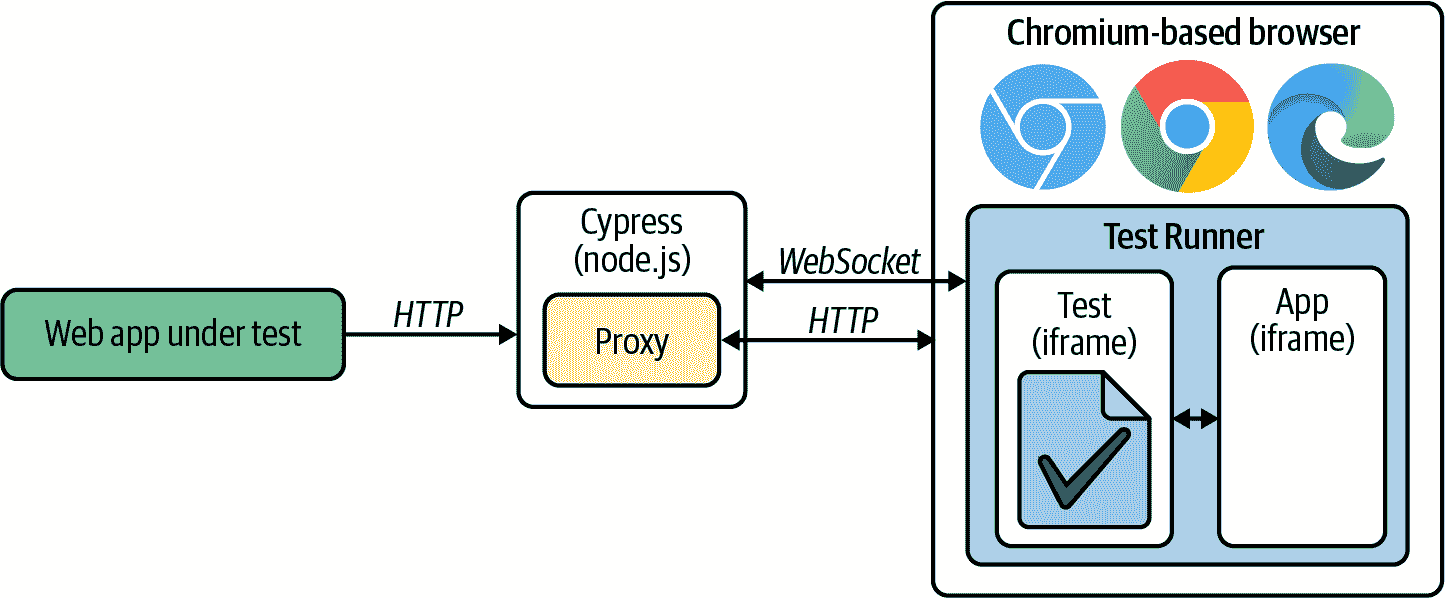 Chromium-based browser
Cypress
(node.js)
Proxy
Web app under test
HTTP
WebSocket
HTTP
Test Runner
Test
(iframe)
App
(iframe)